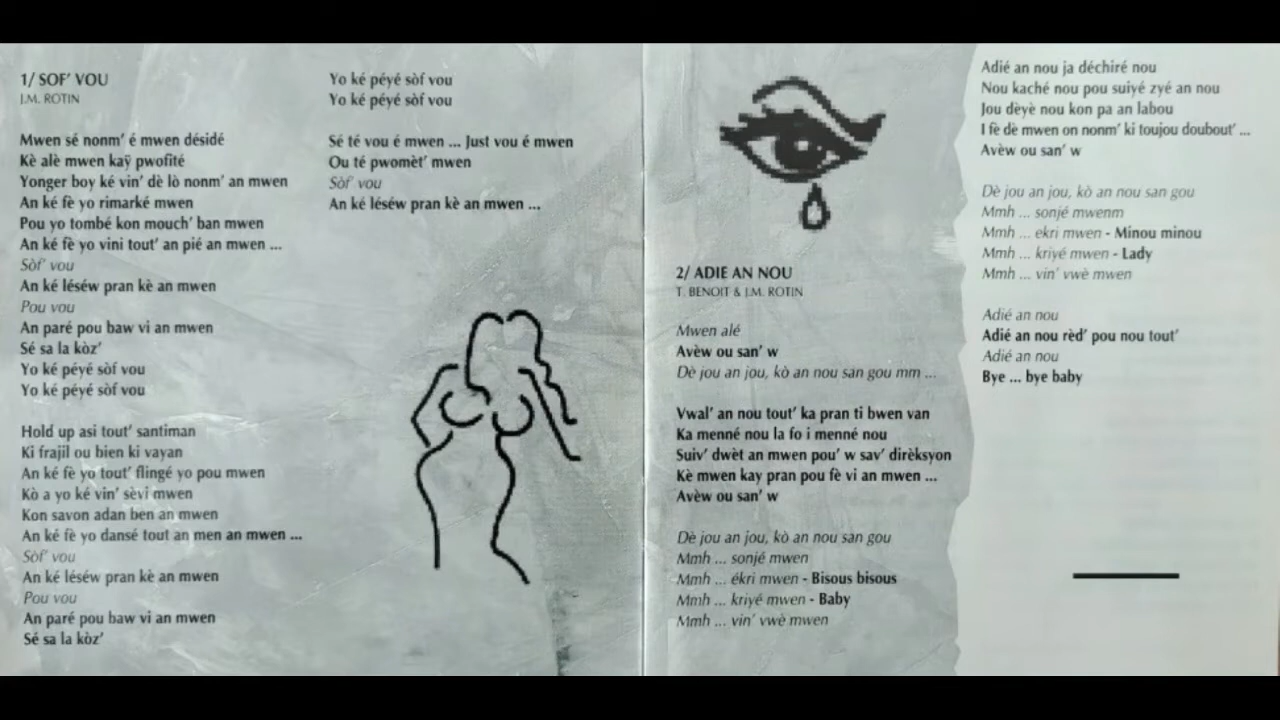 1/ SOF' VOU
J.M. ROTIN
Mwen sé nonm' é mwen désidé
Kè alè mwen kaÿ pwofité
Yonger boy ké vin' dè lò nonm' an mwen
An ké fè yo rimarké mwen
Pou yo tombé kon mouch' ban mwen
An ké fè yo vini tout' an pié an mwen ...
Sòf' vou
An ké léséw pran kè an mwen
Pou vou
An paré pou baw vi an mwen
Sé sa la kòz'
Yo ké péyé sòf vou
Yo ké péyé sòf vou
Hold up asi tout' santiman
Ki frajil ou bien ki vayan
An ké fè yo tout' flingé yo pou mwen
Kò a yo ké vin' sèvi mwen
Kon savon adan ben an mwen
An ké fè yo dansé tout an men an mwen ...
Sòf' vou
An ké léséw pran kè an mwen
Pou vou
An paré pou baw vi an mwen
Sé sa la kòz'
Yo ké péyé sòf vou
Yo ké péyé sòf vou
Sé té vou é mwen ... Just vou é mwen
Ou té pwomèt' mwen
Sòf' vou
An ké léséw pran kè an mwen ...
2/ ADIE AN NOU
T. BENOIT & J.M. ROTIN
Mwen alé
Avèw ou san' w
Dè jou an jou, kò an nou san gou mm ...
Vwal' an nou tout' ka pran ti bwen van
Ka menné nou la fo i menné nou
Suiv' dwèt an mwen pou' w sav' dirèksyon
Kè mwen kay pran pou fè vi an mwen ...
Avèw ou san' w
Dè jou an jou, kò an nou san gou
Mmh ... sonjé mwen
Mmh ... ékri mwen - Bisous bisous
Mmh ... kriyé mwen - Baby
Mmh ... vin' vwè mwen
Adié an nou ja déchiré nou
Nou kaché nou pou suiyé zyé an nou
Jou dèyè nou kon pa an labou
I fè dè mwen on nonm' ki toujou doubout' ...
Avèw ou san' w
Dè jou an jou, kò an nou san gou
Mmh ... sonjé mwenm
Mmh ... ekri mwen - Minou minou
Mmh ... kriyé mwen - Lady
Mmh ... vin' vwè mwen
Adié an nou
Adié an nou rèd' pou nou tout'
Adié an nou
Bye ... bye baby